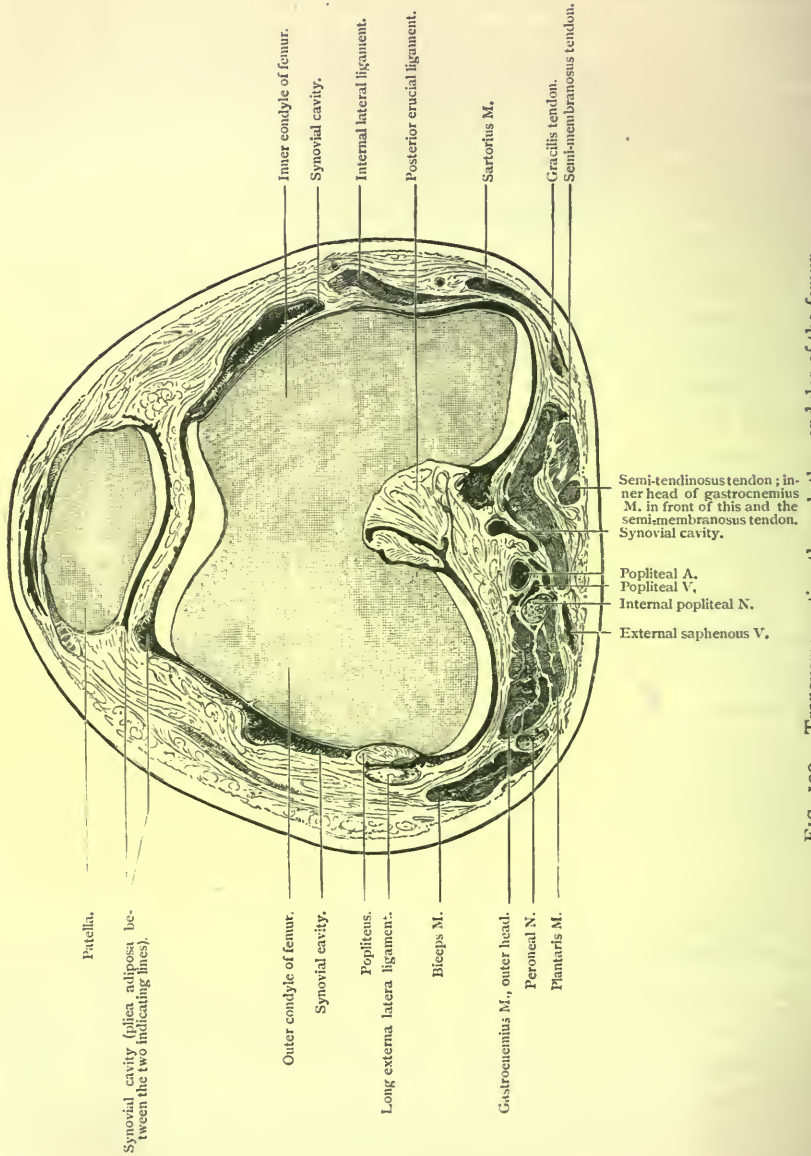 Patella.
Synovial cavity (plica adiposa be-
tween the two indicating lines).
Outer condyle of femur.
Synovial cavity.
Popliteus.
Long externa latera ligament.
Biceps M.
Gastrocnemius M., outer head.
Peroneal N.
Plantaris M.
Inner condyle of femur.
Synovial cavity.
Internal lateral ligament.
Posterior crucial ligament.
Sartorius M.
Gracilis tendon.
Semi-membranosus tendon.
Semi-tendinosus tendon; in-
ner head of gastrocnemius
M. in front of this and the
semi-membranosus tendon.
Synovial cavity.
Popliteal A.
Popliteal V.
Internal popliteal N.
External saphenous V.